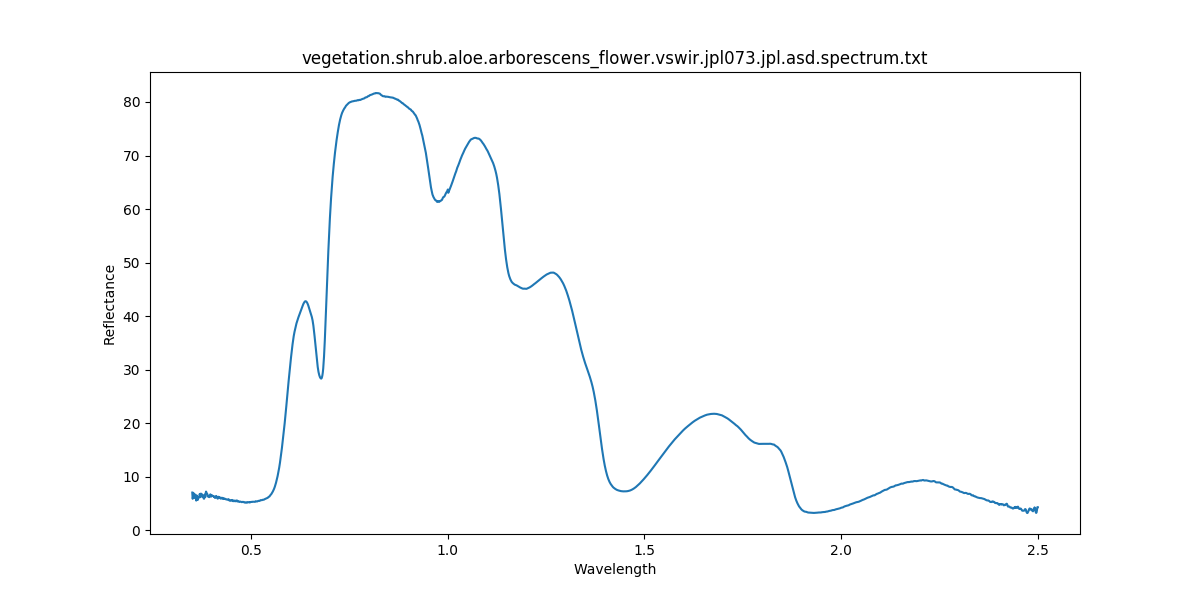 vegetation.shrub.aloe.arborescens_flower.vswir.jpl073.jpl.asd.spectrum.txt
Reflectance
80
70
60
50
40
30
20
10
0
0.5 1.0 1.5 2.0 2.5
Wavelength